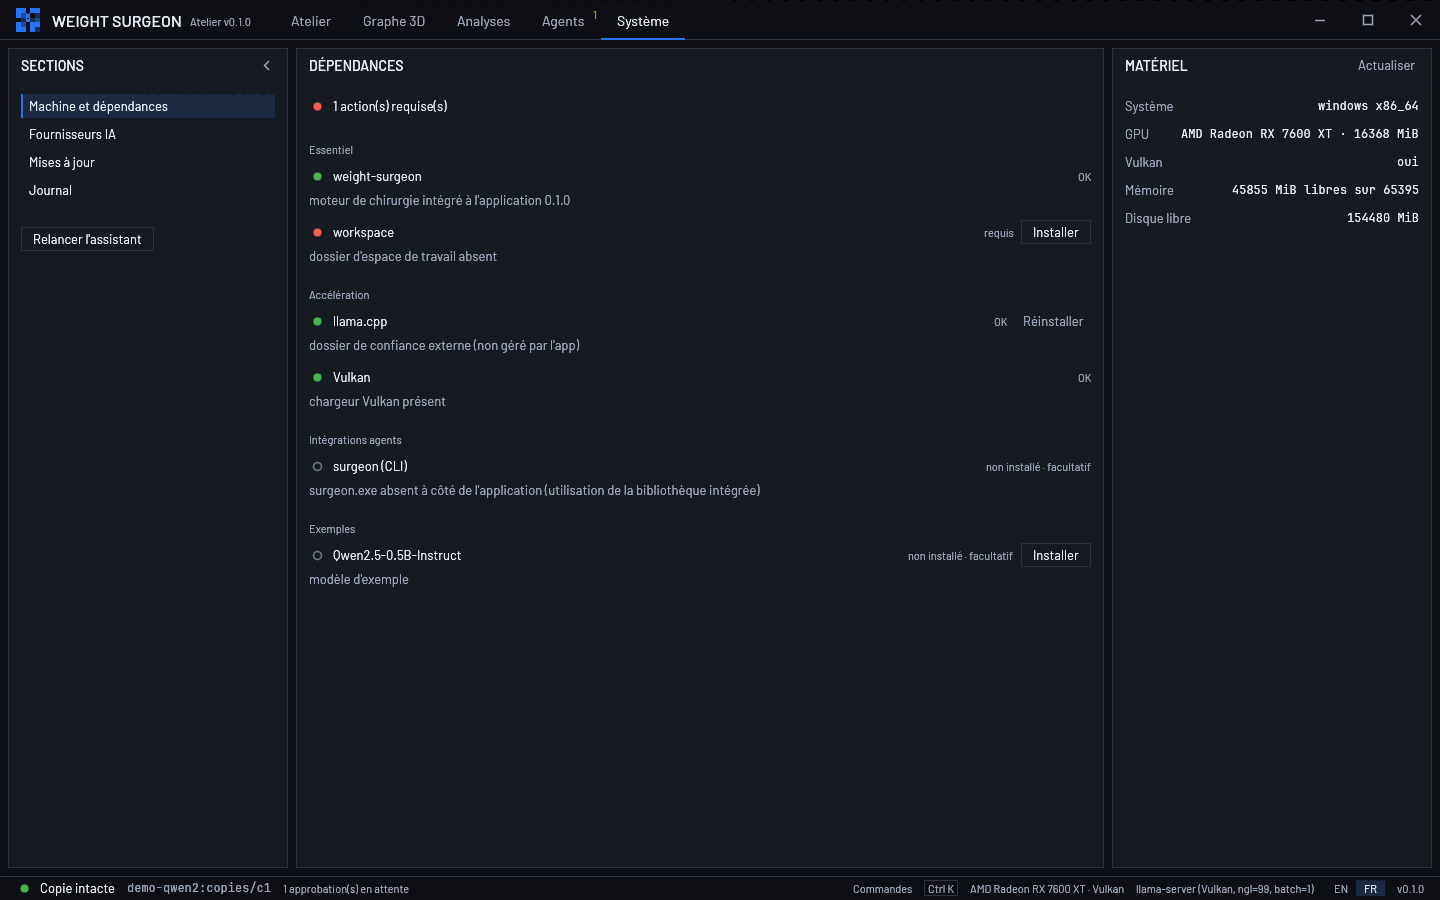 WEIGHT SURGEON Atelier v0.1.0 Atelier Graphe 3D Analyses Agents 1 Système
SECTIONS
Machine et dépendances
Fournisseurs IA
Mises à jour
Journal
Relancer l'assistant
DÉPENDANCES
1 action(s) requise(s)
Essentiel
weight-surgeon OK
moteur de chirurgie intégré à l'application 0.1.0
workspace requis Installer
dossier d'espace de travail absent
Accélération
llama.cpp OK Réinstaller
dossier de confiance externe (non géré par l'app)
Vulkan OK
chargeur Vulkan présent
Intégrations agents
surgeon (CLI) non installé · facultatif
surgeon.exe absent à côté de l'application (utilisation de la bibliothèque intégrée)
Exemples
Qwen2.5-0.5B-Instruct non installé · facultatif Installer
modèle d'exemple
MATÉRIEL Actualiser
Système windows x86_64
GPU AMD Radeon RX 7600 XT · 16368 MiB
Vulkan oui
Mémoire 45855 MiB libres sur 65395
Disque libre 154480 MiB
Copie intacte demo-qwen2:copies/c1 1 approbation(s) en attente Commandes Ctrl K AMD Radeon RX 7600 XT · Vulkan llama-server (Vulkan, ngl=99, batch=1) EN FR v0.1.0